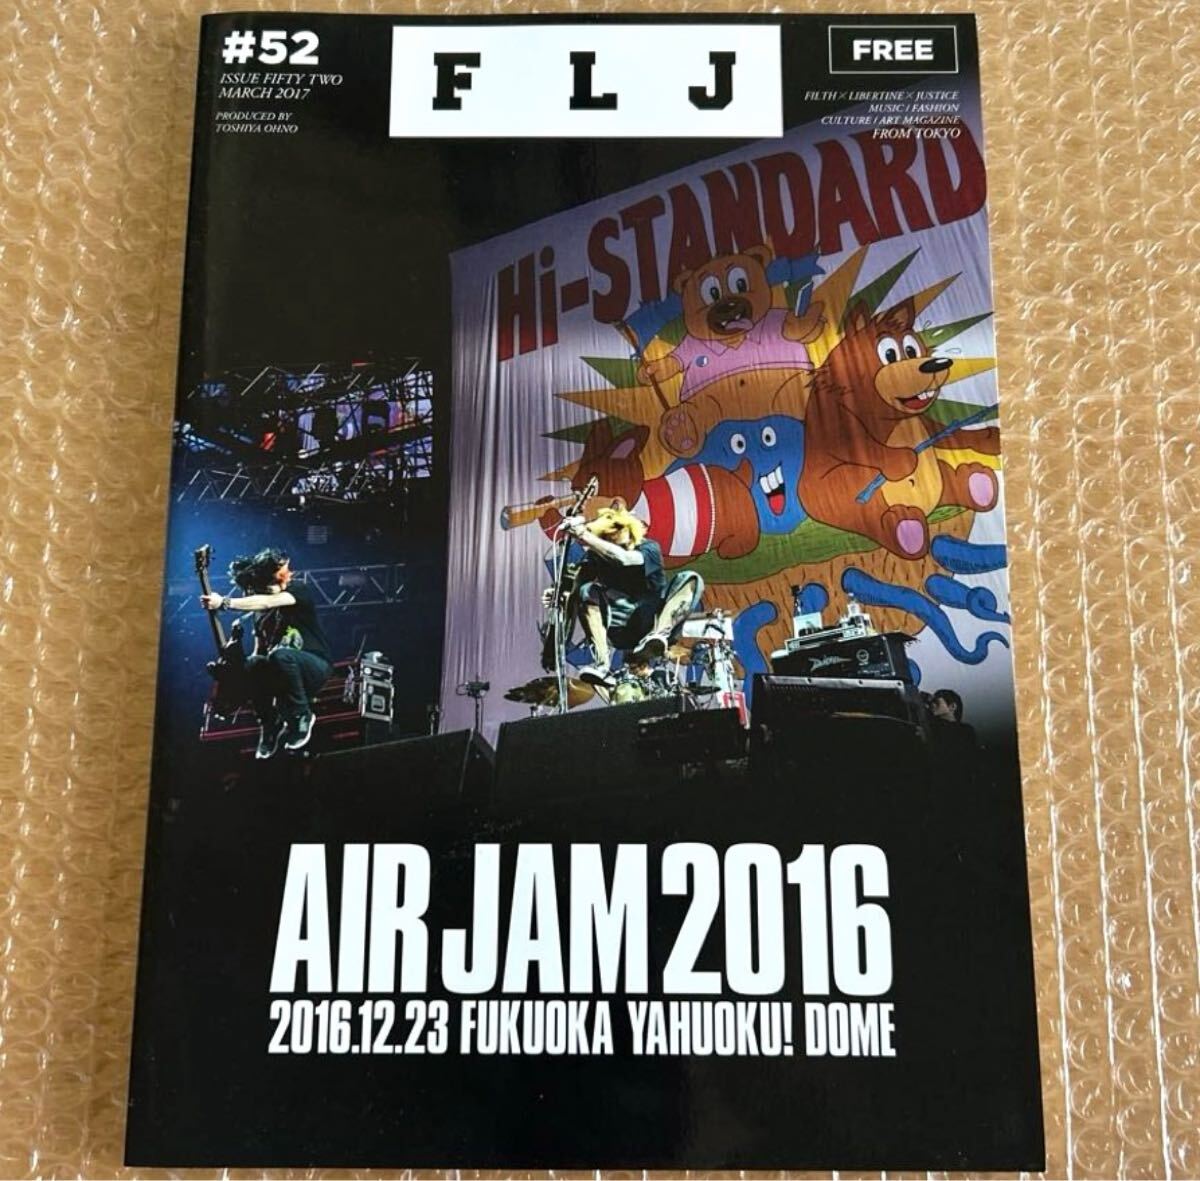 #52
ISSUE FIFTY TWO
MARCH 2017
PRODUCED BY
TOSHIYA OHNO
F L J
FREE
FILTH×LIBERTINE×JUSTICE
MUSIC / FASHION
CULTURE / ART MAGAZINE
FROM TOKYO
Hi-STANDARD
AIR JAM 2016
2016.12.23 FUKUOKA YAHUOKU! DOME